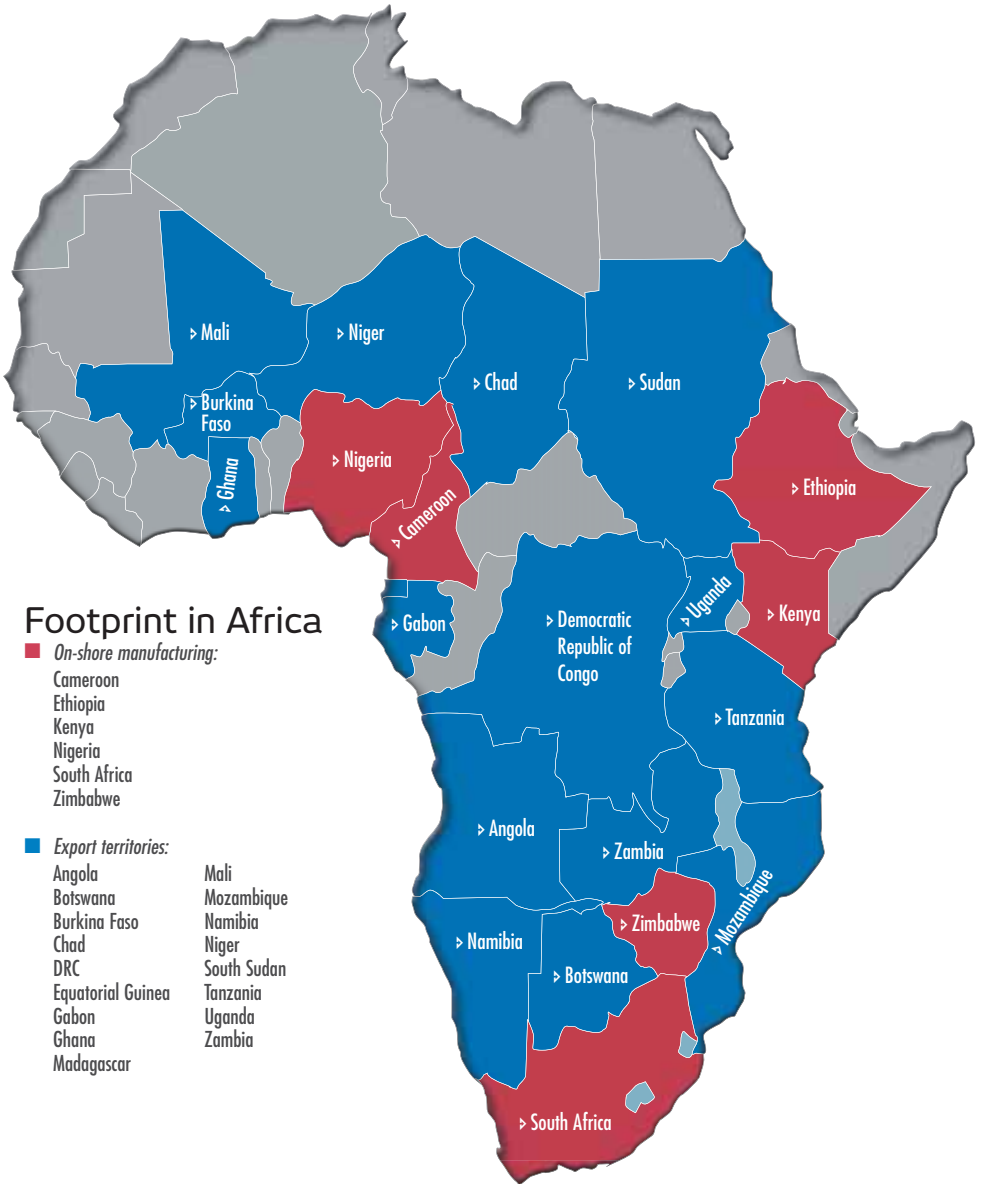 Mali
Niger
Chad
Sudan
Burkina
Faso
Ghana
Nigeria
Cameroon
Ethiopia
Kenya
Uganda
Gabon
Democratic
Republic of
Congo
Tanzania
Angola
Zambia
Mozambique
Zimbabwe
Namibia
Botswana
South Africa
Footprint in Africa
On-shore manufacturing:
Cameroon
Ethiopia
Kenya
Nigeria
South Africa
Zimbabwe
Export territories:
Angola
Botswana
Burkina Faso
Chad
DRC
Equatorial Guinea
Gabon
Ghana
Madagascar
Mali
Mozambique
Namibia
Niger
South Sudan
Tanzania
Uganda
Zambia